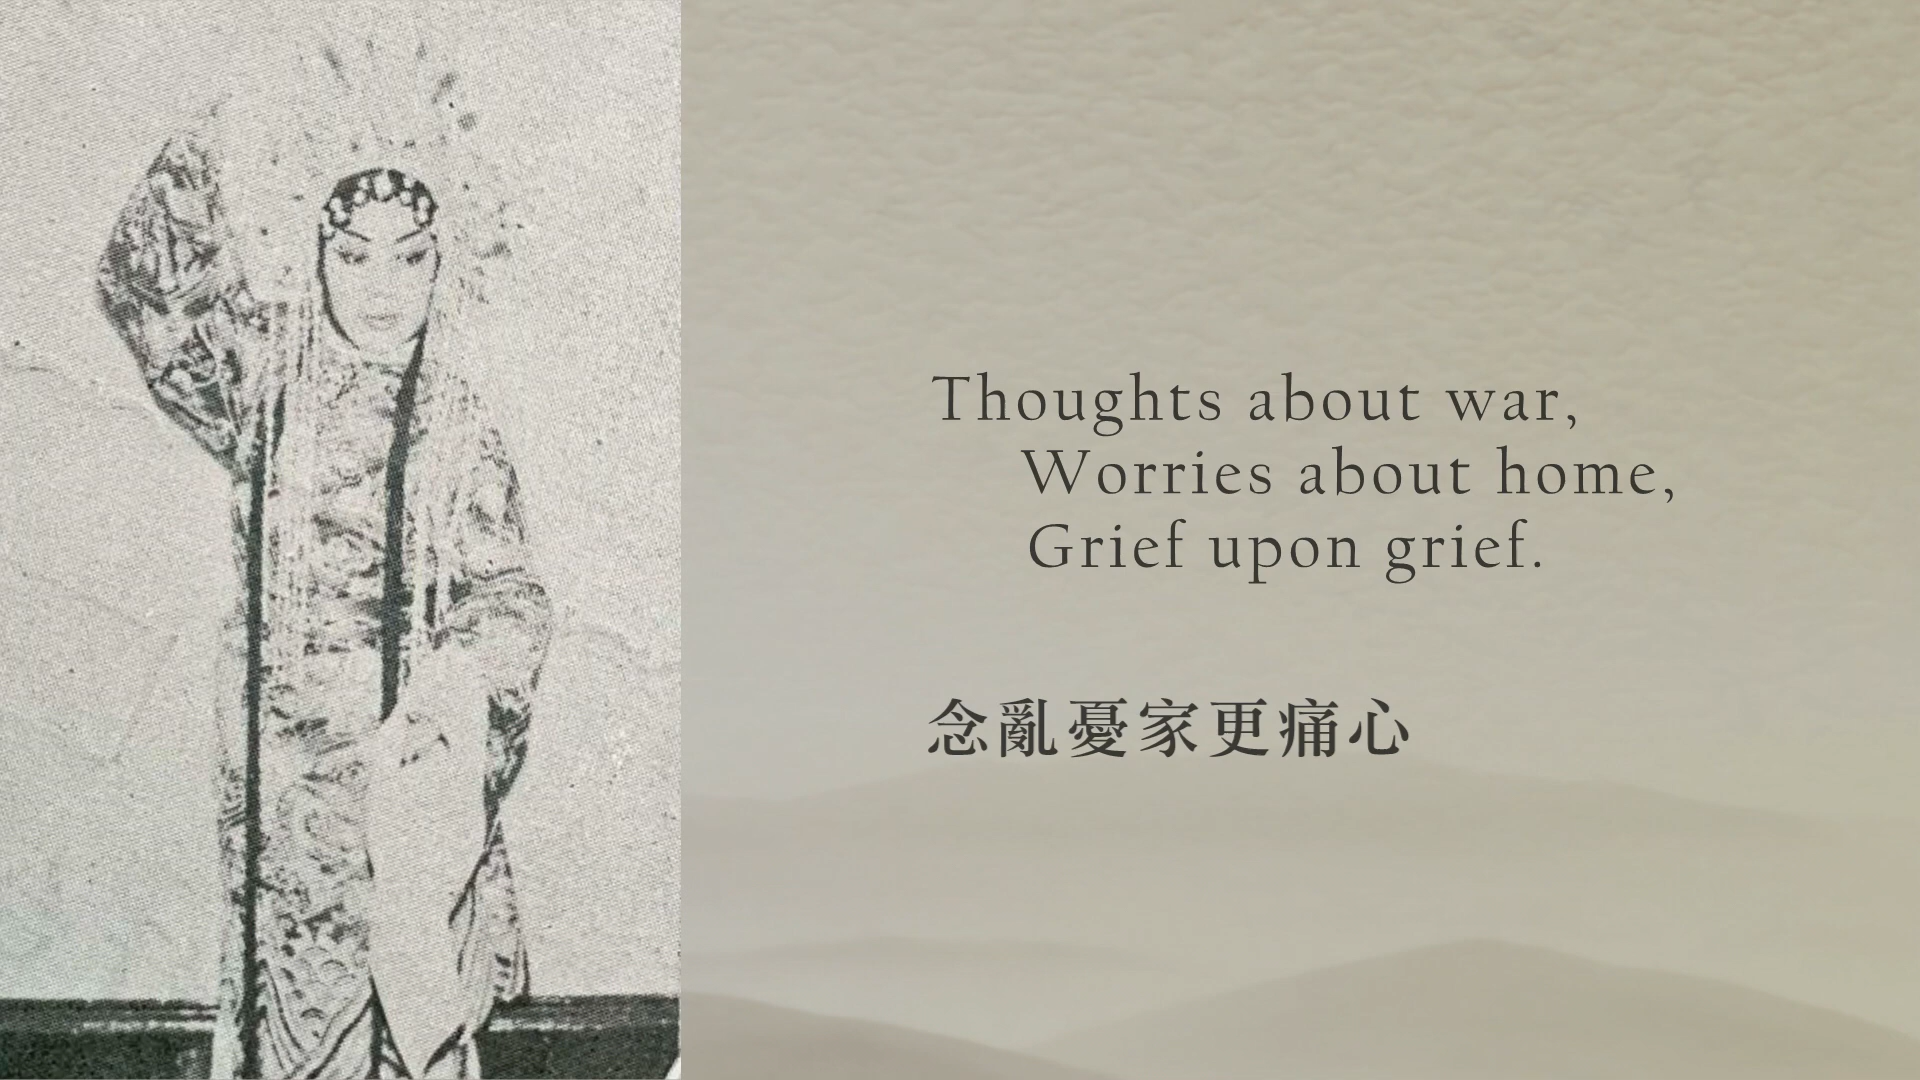 Thoughts about war,
Worries about home,
Grief upon grief.
念亂憂家更痛心